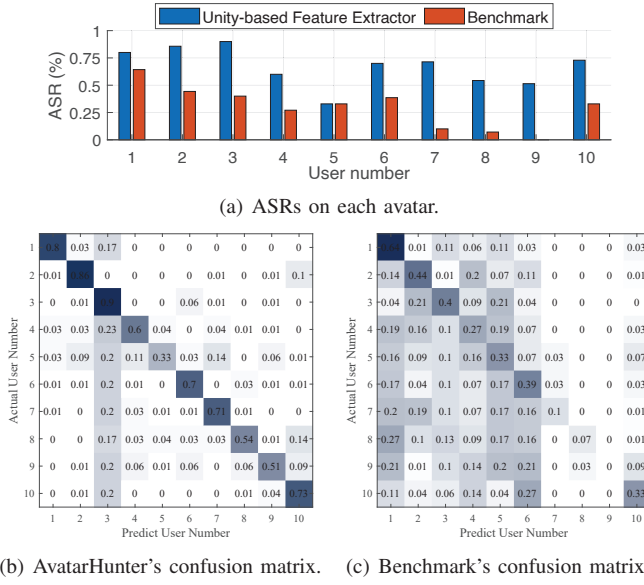 Unity-based Feature Extractor Benchmark
ASR (%)
1
0.75
0.5
0.25
0
1 2 3 4 5 6 7 8 9 10
User number
(a) ASRs on each avatar.
Actual User Number
1 0.8 0.03 0.17 0 0 0 0 0 0 0
2 0.01 0.86 0 0 0 0 0.01 0 0.01 0.1
3 0 0.01 0.9 0 0 0.06 0.01 0 0 0
4 0.03 0.03 0.23 0.6 0.04 0 0.04 0.01 0.01 0
5 0.03 0.09 0.2 0.11 0.33 0.03 0.14 0 0.06 0.01
6 0.01 0.01 0.2 0.01 0 0.7 0 0.03 0.01 0.01
7 0.01 0 0.2 0.03 0.01 0.01 0.71 0 0.01 0
8 0 0 0.17 0.03 0.04 0.03 0.03 0.54 0.01 0.14
9 0 0.01 0.2 0.06 0.01 0.06 0 0.06 0.51 0.09
10 0 0.01 0.2 0 0 0 0 0.01 0.04 0.73
1 2 3 4 5 6 7 8 9 10
Predict User Number
(b) AvatarHunter's confusion matrix.
Actual User Number
1 0.64 0.01 0.11 0.06 0.11 0.03 0 0 0 0.03
2 0.14 0.44 0.01 0.2 0.07 0.11 0 0 0 0.01
3 0.04 0.21 0.4 0.09 0.21 0.04 0 0 0 0
4 0.19 0.16 0.1 0.27 0.19 0.07 0 0 0 0.03
5 0.16 0.09 0.1 0.16 0.33 0.07 0.03 0 0 0.07
6 0.17 0.04 0.1 0.07 0.17 0.39 0.03 0 0 0.03
7 0.2 0.19 0.1 0.07 0.16 0.17 0.1 0 0 0.01
8 0.27 0.1 0.13 0.09 0.17 0.16 0 0.07 0 0.01
9 0.21 0.01 0.1 0.14 0.2 0.21 0 0.03 0 0.09
10 0.11 0.04 0.06 0.14 0.04 0.27 0 0 0 0.33
1 2 3 4 5 6 7 8 9 10
Predict User Number
(c) Benchmark's confusion matrix